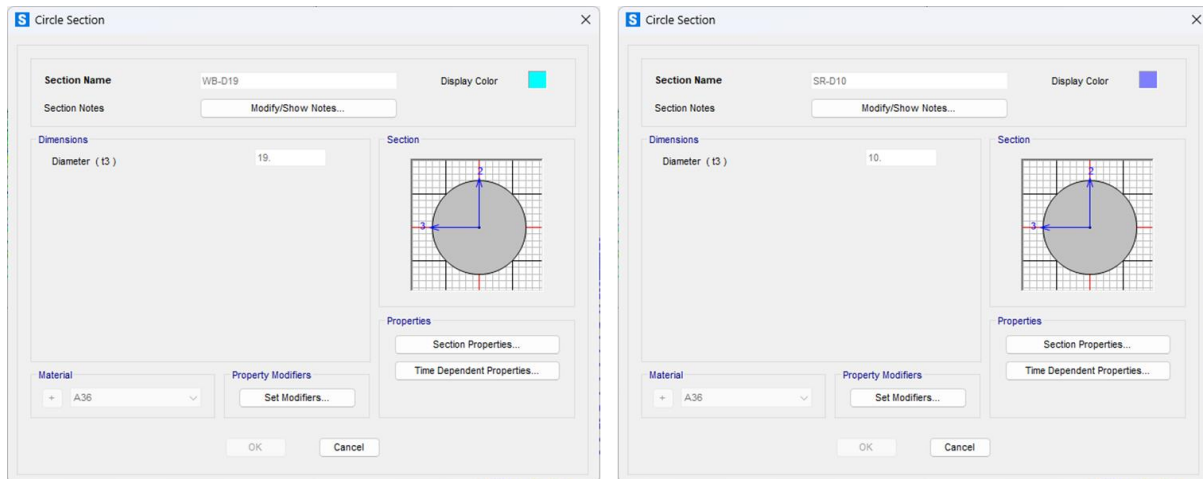 S Circle Section
Section Name WB-D19 Display Color
Section Notes Modify/Show Notes...
Dimensions
Diameter ( t3 ) 19.
Section
2
3
Properties
Section Properties...
Time Dependent Properties...
Material
+ A36
Property Modifiers
Set Modifiers...
OK Cancel
S Circle Section
Section Name SR-D10 Display Color
Section Notes Modify/Show Notes...
Dimensions
Diameter ( t3 ) 10.
Section
2
3
Properties
Section Properties...
Time Dependent Properties...
Material
+ A36
Property Modifiers
Set Modifiers...
OK Cancel